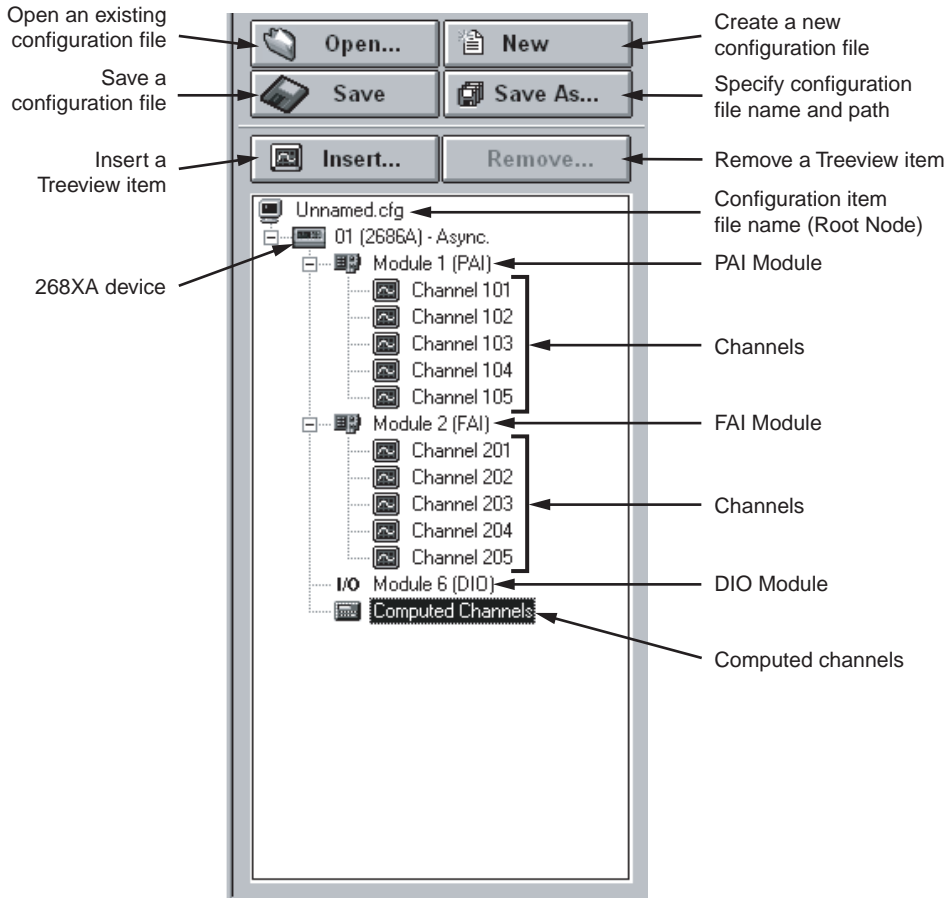 Open an existing
configuration file
Open...
New
Create a new
configuration file
Save a
configuration file
Save
Save As...
Specify configuration
file name and path
Insert a
Treeview item
Insert...
Remove...
Remove a Treeview item
Unnamed.cfg
Configuration item
file name (Root Node)
01 (2686A) - Async.
268XA device
Module 1 (PAI)
PAI Module
Channel 101
Channel 102
Channel 103
Channel 104
Channel 105
Channels
Module 2 (FAI)
FAI Module
Channel 201
Channel 202
Channel 203
Channel 204
Channel 205
Channels
I/O Module 6 (DIO)
DIO Module
Computed Channels
Computed channels